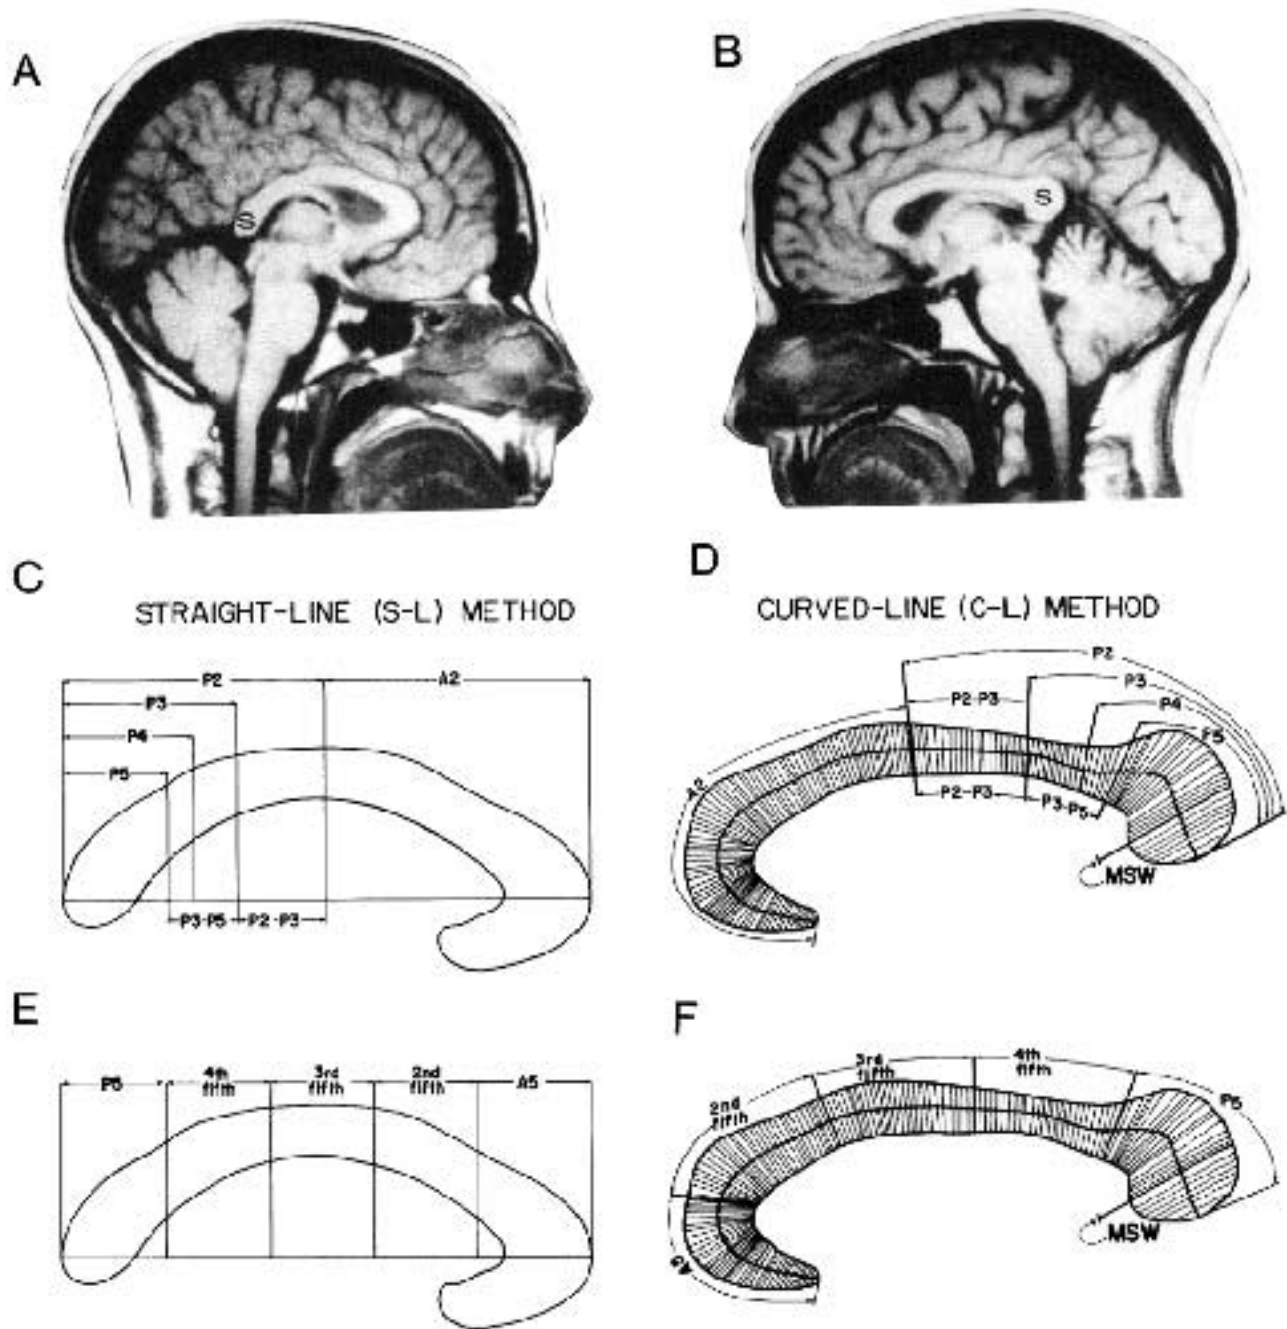 A
B
S
S
C
D
STRAIGHT-LINE (S-L) METHOD
CURVED-LINE (C-L) METHOD
P2
A2
P3
P4
P5
P3-P5
P2-P3
P2
P3
P2-P3
P4
P5
A2
P2-P3
P3-P5
MSW
E
F
P5
4th
fifth
3rd
fifth
2nd
fifth
A5
2nd
fifth
3rd
fifth
4th
fifth
P5
A5
MSW